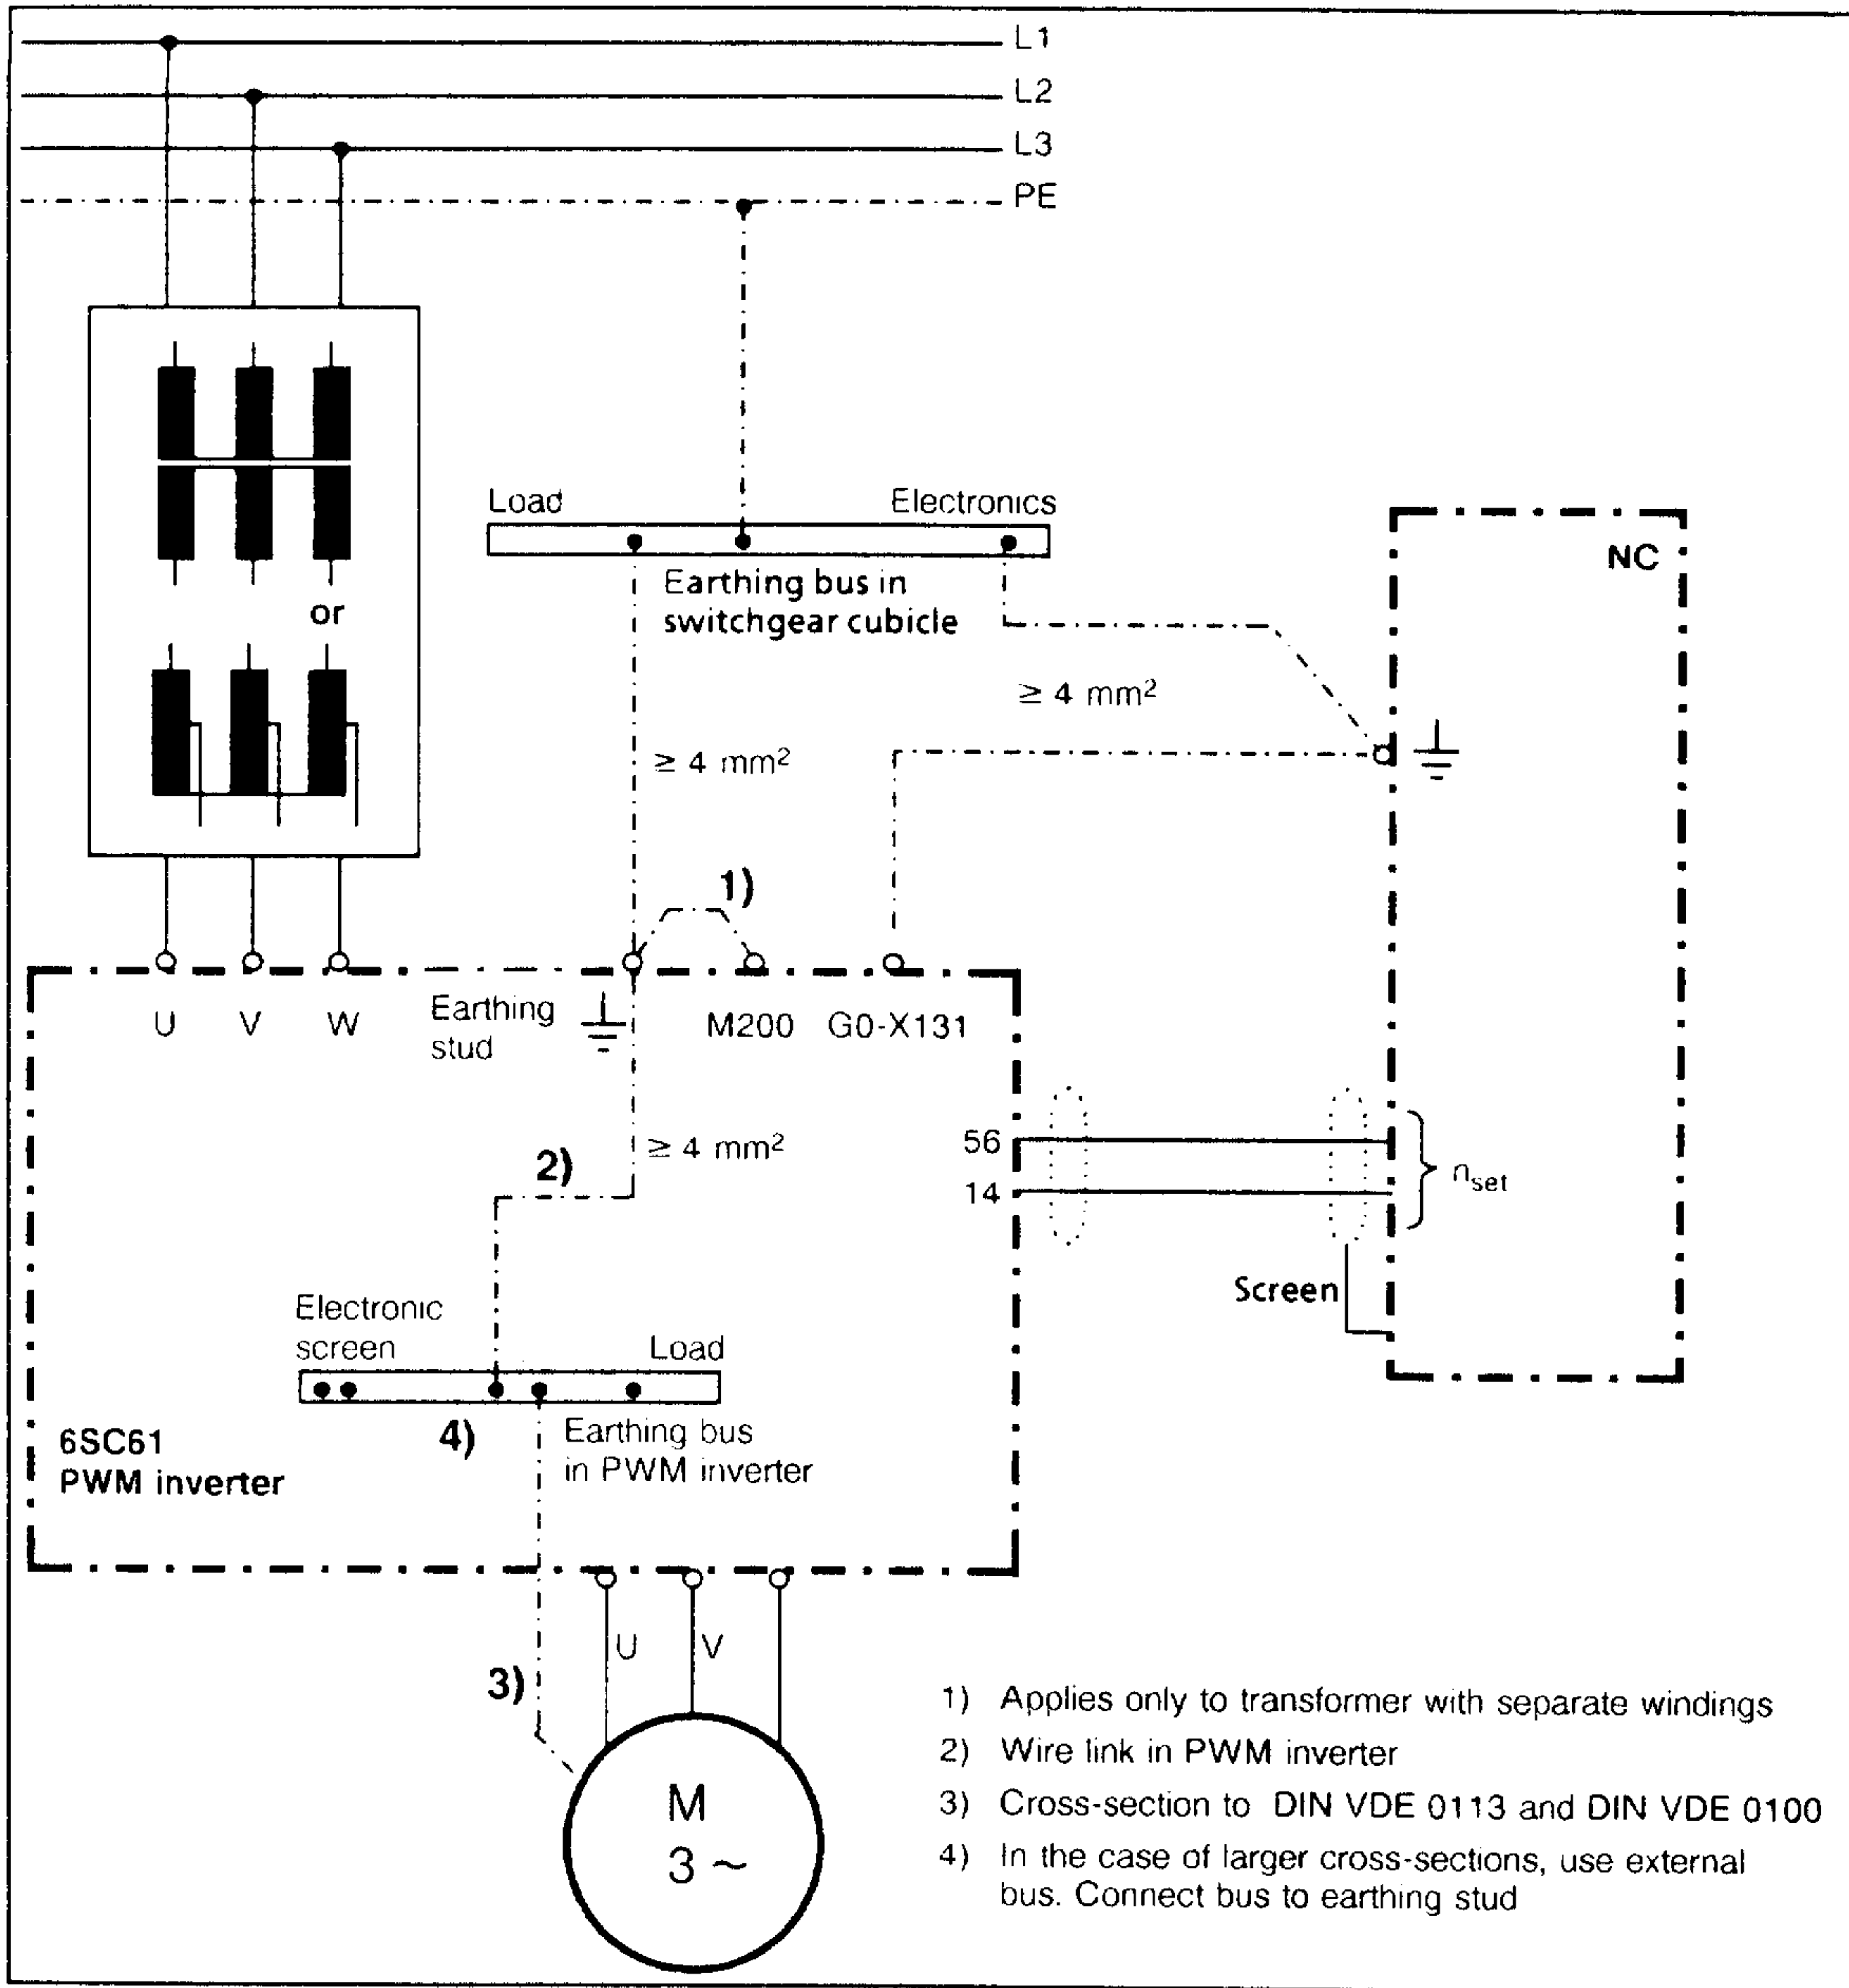 L1
L2
L3
PE
Load
Electronics
Earthing bus in
switchgear cubicle
NC
or
≥ 4 mm²
≥ 4 mm²
1)
U
V
W
Earthing
stud
M200
G0-X131
≥ 4 mm²
2)
56
14
n_set
Screen
Electronic
screen
Load
4)
Earthing bus
in PWM inverter
6SC61
PWM inverter
U
V
3)
M
3 ~
1) Applies only to transformer with separate windings
2) Wire link in PWM inverter
3) Cross-section to DIN VDE 0113 and DIN VDE 0100
4) In the case of larger cross-sections, use external
bus. Connect bus to earthing stud